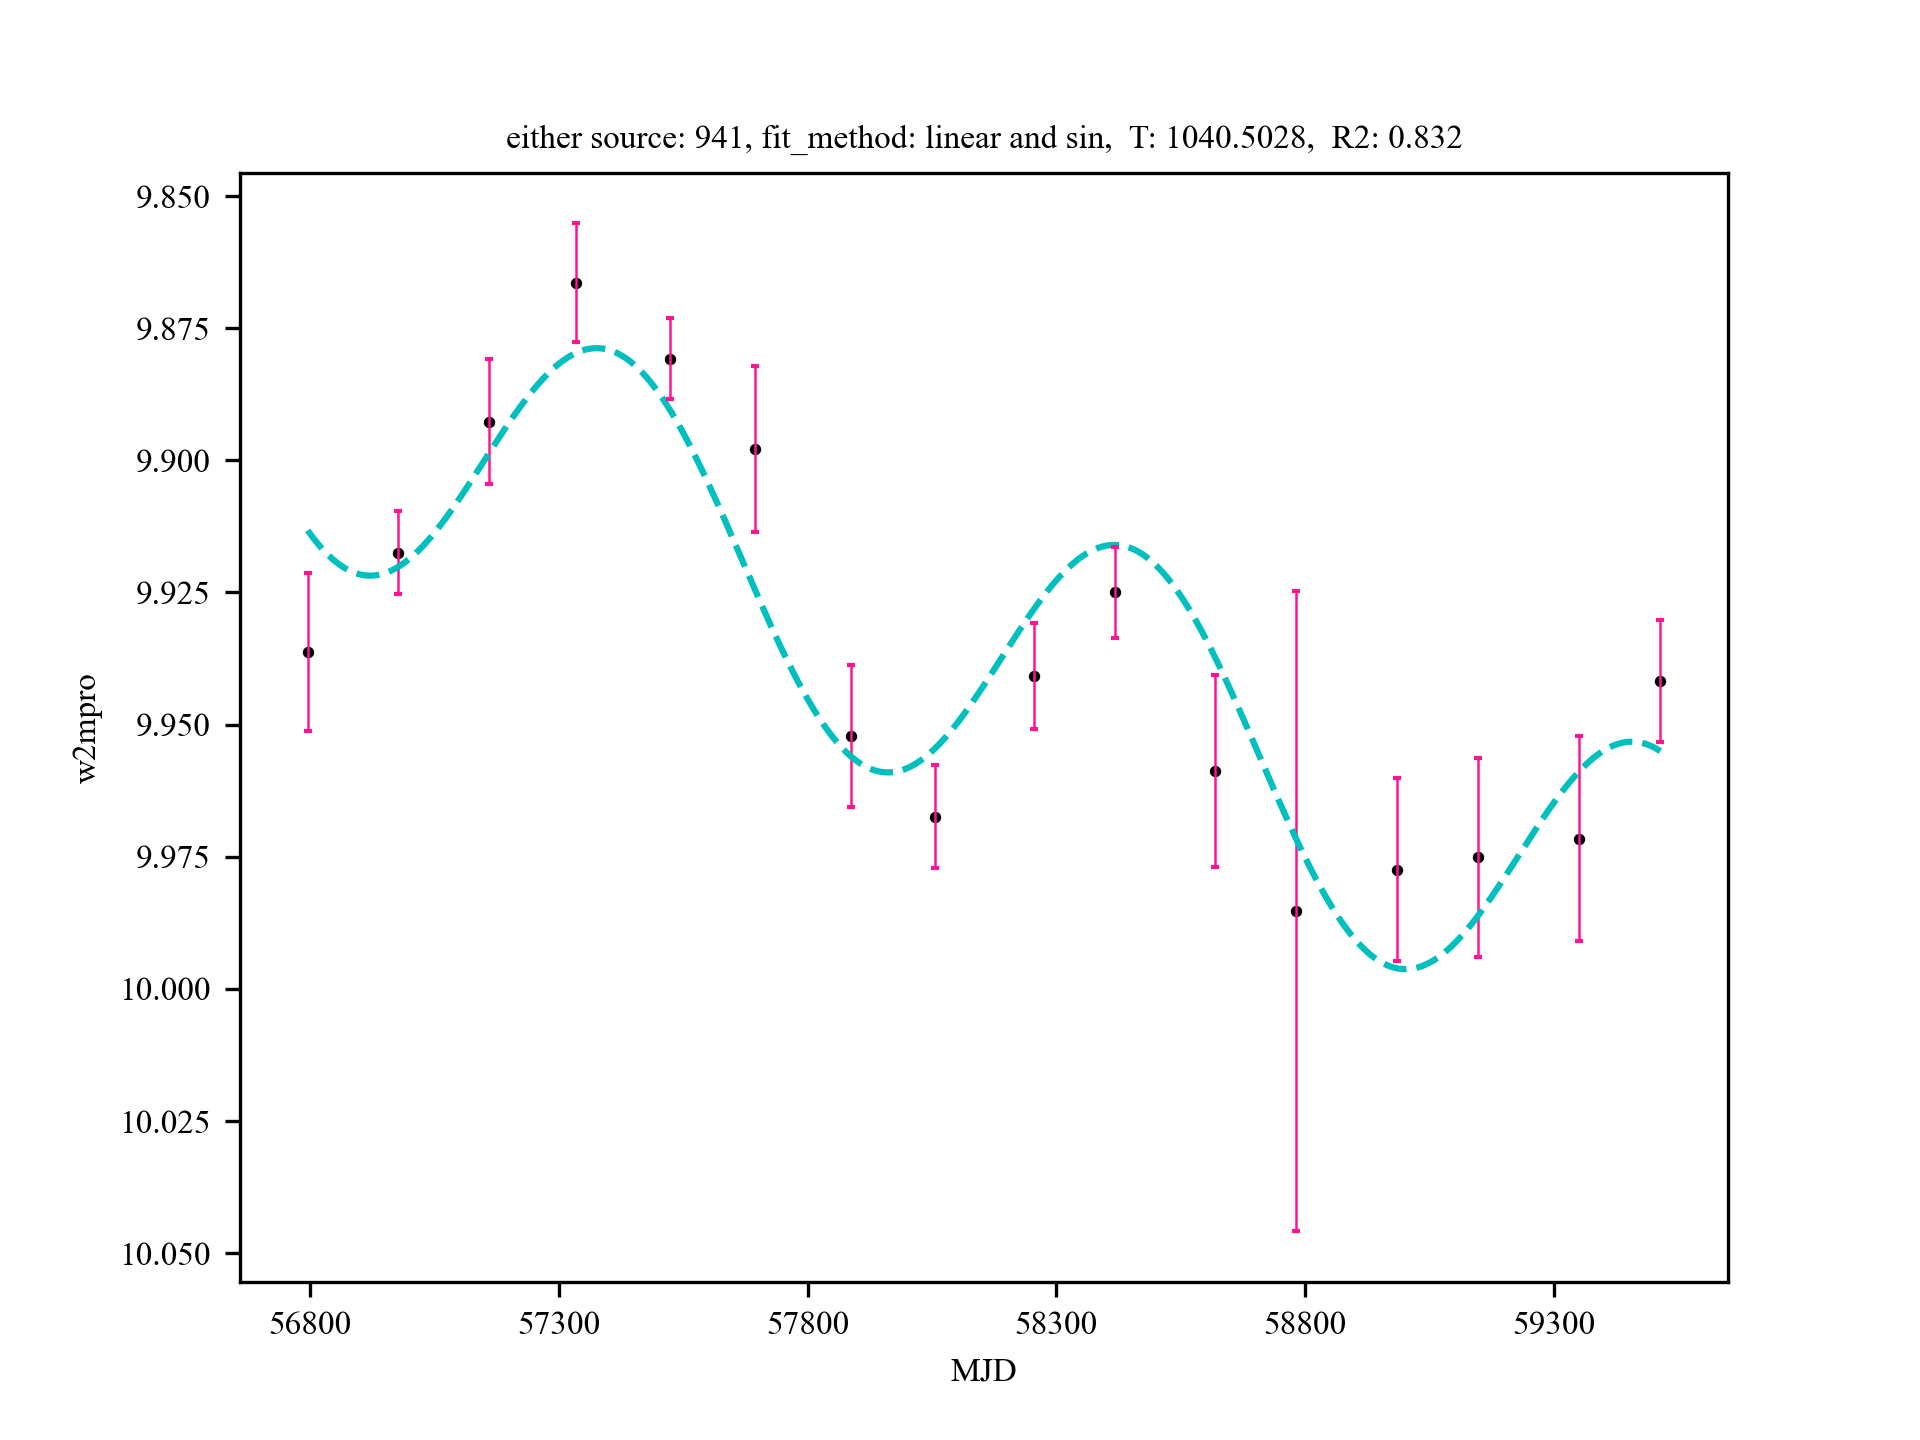 either source: 941, fit_method: linear and sin,  T: 1040.5028,  R2: 0.832
9.850
9.875
9.900
9.925
9.950
9.975
10.000
10.025
10.050
w2mpro
56800 57300 57800 58300 58800 59300
MJD